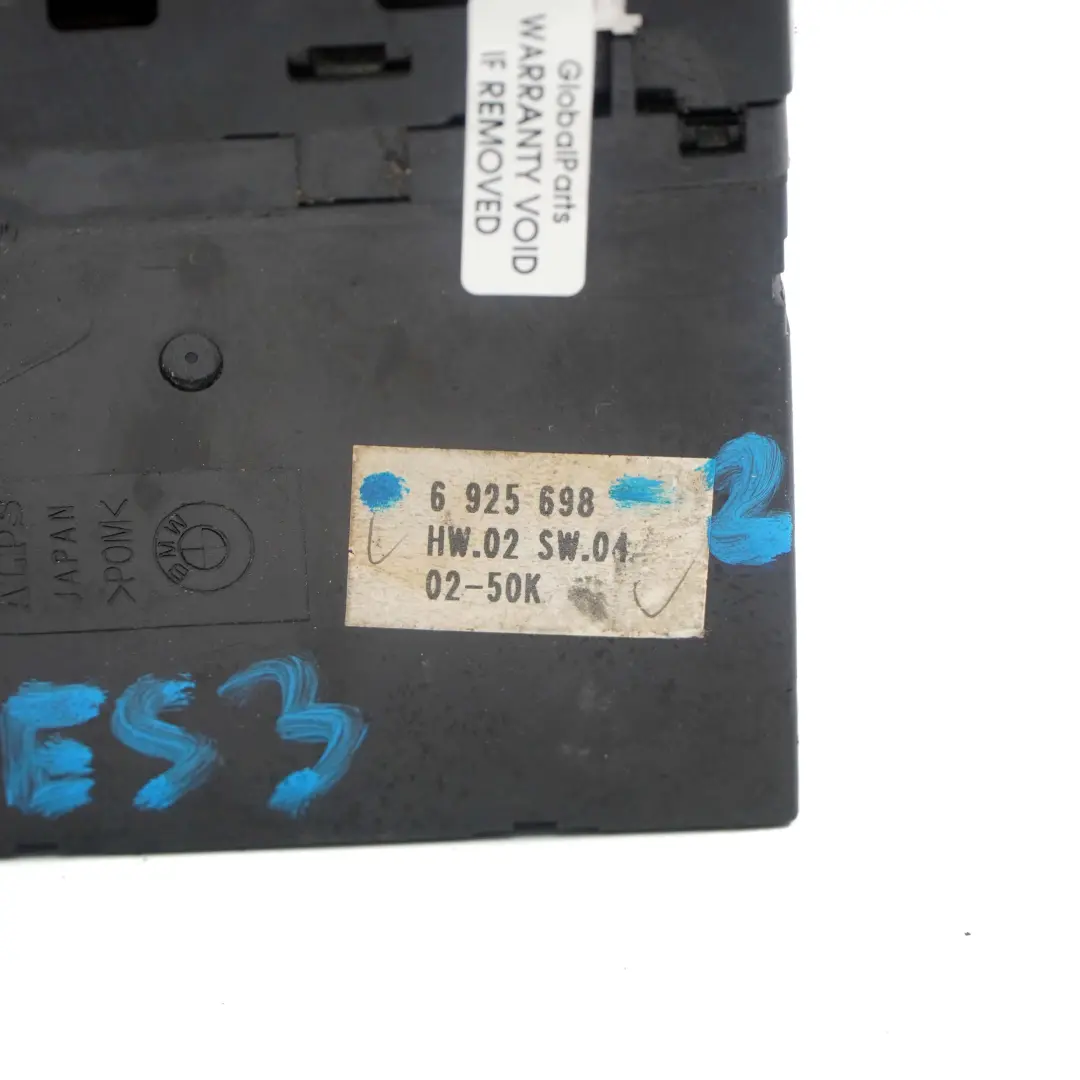 GlobalParts
WARRANTY VOID
IF REMOVED
6 925 698
HW.02 SW.04
02-50K
2
ALPS
JAPAN
>POM<
BMW
E53